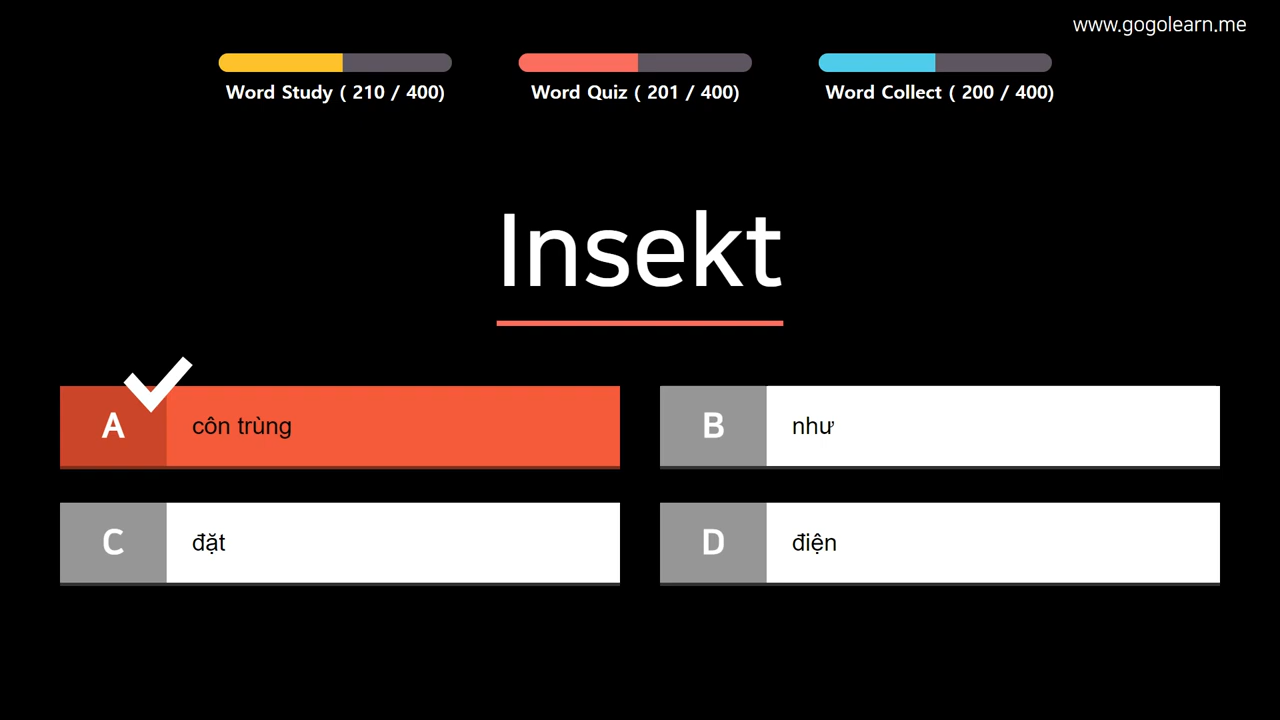 www.gogolearn.me
Word Study ( 210 / 400)
Word Quiz ( 201 / 400)
Word Collect ( 200 / 400)
Insekt
A côn trùng
B như
C đặt
D điện